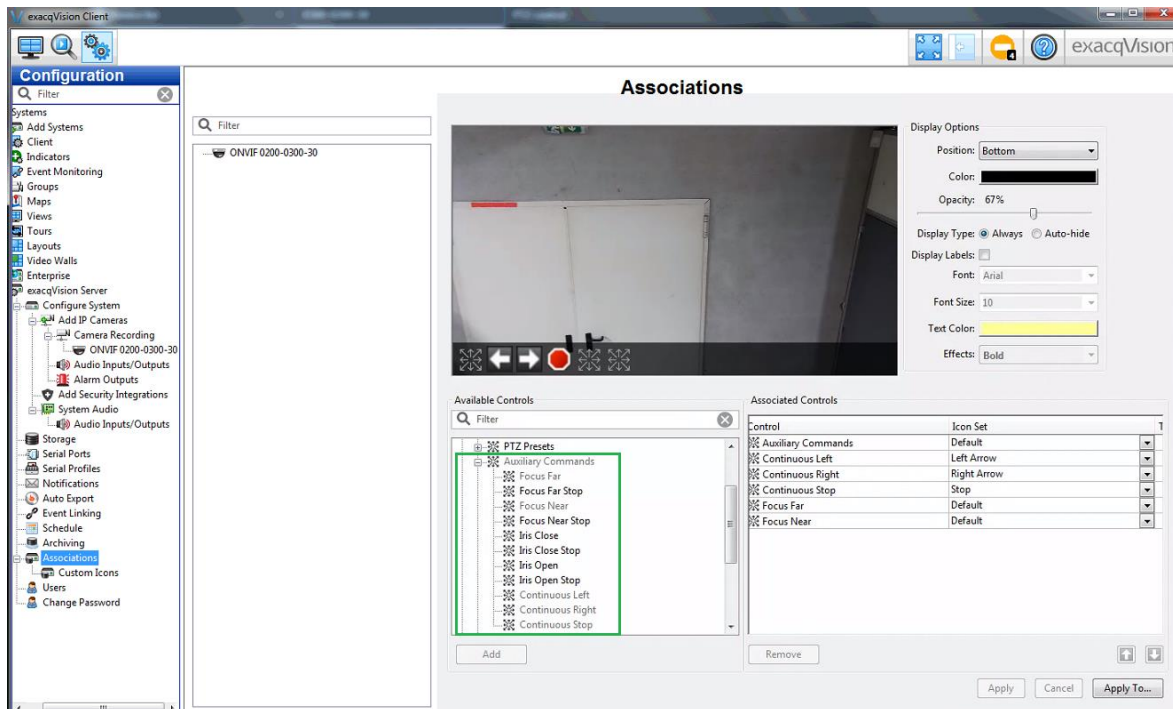 exacqVision Client
exacqVision
Configuration
Filter
Systems
Add Systems
Client
Indicators
Event Monitoring
Groups
Maps
Views
Tours
Layouts
Video Walls
Enterprise
exacqVision Server
Configure System
Add IP Cameras
Camera Recording
ONVIF 0200-0300-30
Audio Inputs/Outputs
Alarm Outputs
Add Security Integrations
System Audio
Audio Inputs/Outputs
Storage
Serial Ports
Serial Profiles
Notifications
Auto Export
Event Linking
Schedule
Archiving
Associations
Custom Icons
Users
Change Password
Filter
ONVIF 0200-0300-30
Associations
Display Options
Position: Bottom
Color:
Opacity: 67%
Display Type: Always Auto-hide
Display Labels:
Font: Arial
Font Size: 10
Text Color:
Effects: Bold
Available Controls
Filter
PTZ Presets
Auxiliary Commands
Focus Far
Focus Far Stop
Focus Near
Focus Near Stop
Iris Close
Iris Close Stop
Iris Open
Iris Open Stop
Continuous Left
Continuous Right
Continuous Stop
Add
Associated Controls
Control Icon Set T
Auxiliary Commands Default
Continuous Left Left Arrow
Continuous Right Right Arrow
Continuous Stop Stop
Focus Far Default
Focus Near Default
Remove
Apply Cancel Apply To...